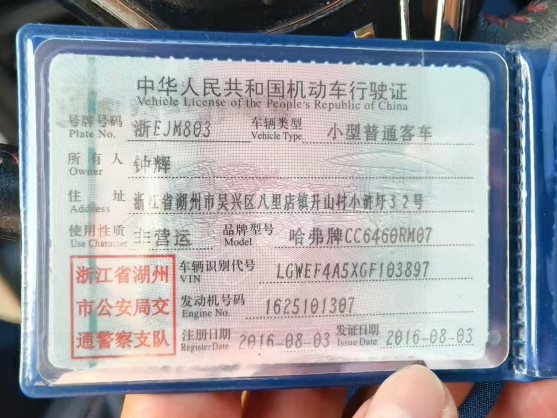 中华人民共和国机动车行驶证
Vehicle License of the People's Republic of China
号牌号码 Plate No. 浙EJM803 车辆类型 Vehicle Type 小型普通客车
所有人 Owner 钟辉
住址 Address 浙江省湖州市吴兴区八里店镇升山村小 圩32号
使用性质 Use Character 非营运 品牌型号 Model 哈弗牌CC6460RM07
浙江省湖州
市公安局交
通警察支队
车辆识别代号 VIN LGWEF4A5XGF103897
发动机号码 Engine No. 1625101307
注册日期 Register Date 2016-08-03 发证日期 Issue Date 2016-08-03